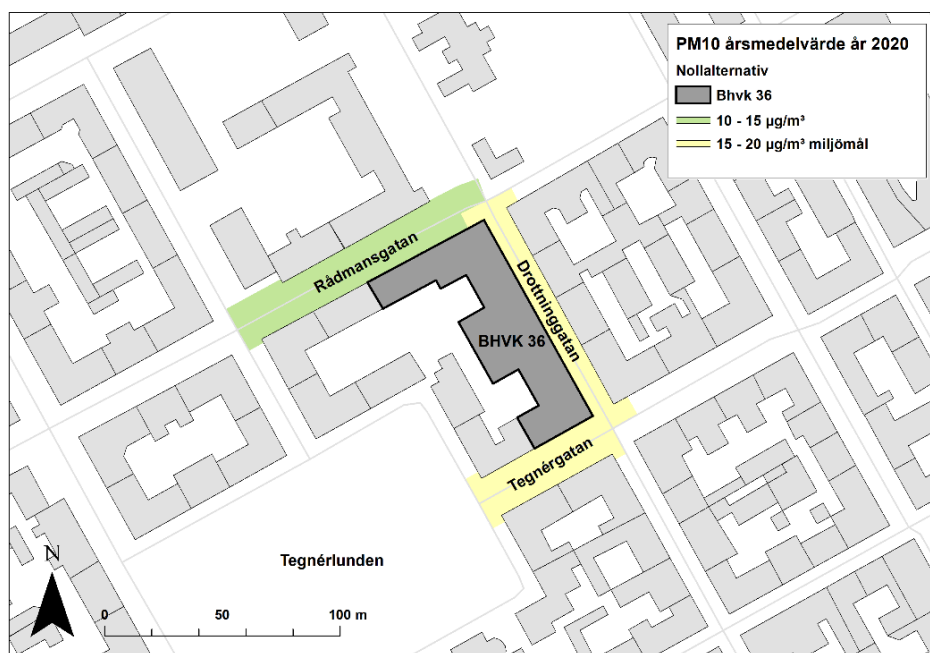 PM10 årsmedelvärde år 2020
Nollalternativ
Bhvk 36
10 - 15 µg/m³
15 - 20 µg/m³ miljömål
Rådmansgatan
Drottninggatan
BHVK 36
Tegnérgatan
Tegnérlunden
N
0 50 100 m